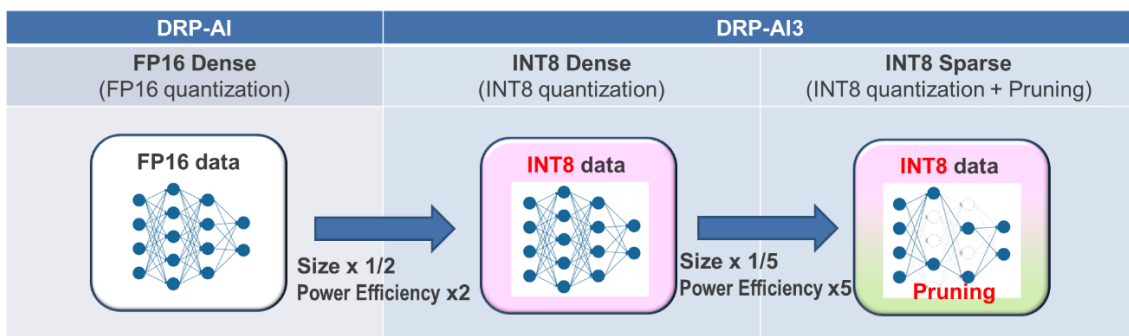 DRP-AI
DRP-AI3
FP16 Dense
(FP16 quantization)
INT8 Dense
(INT8 quantization)
INT8 Sparse
(INT8 quantization + Pruning)
FP16 data
INT8 data
INT8 data
Size x 1/2
Power Efficiency x2
Size x 1/5
Power Efficiency x5
Pruning